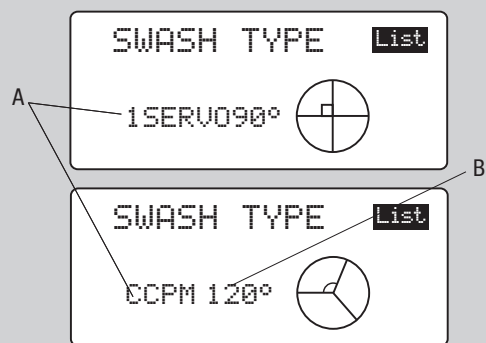 SWASH TYPE List
A
1SERVO90°
B
SWASH TYPE List
CCPM 120°